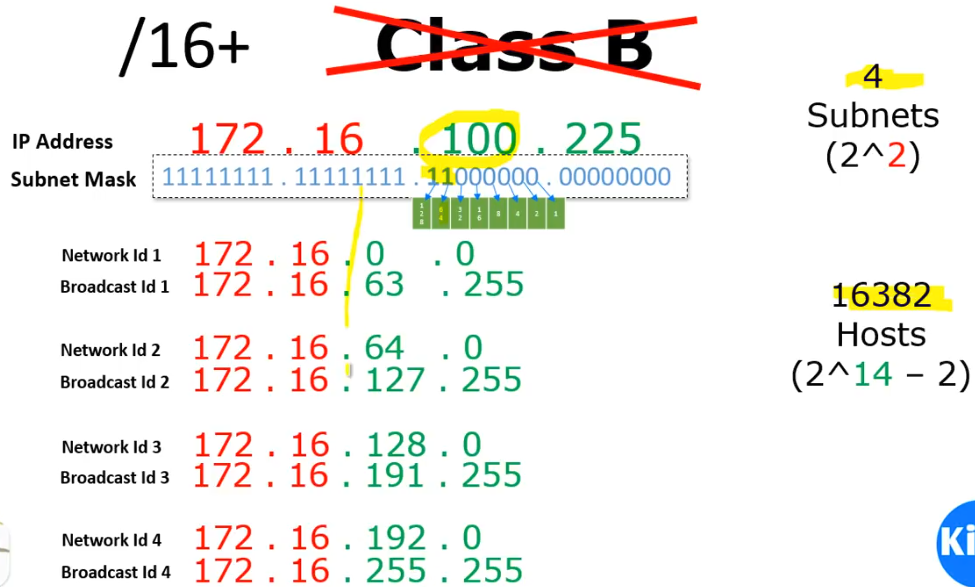 /16+ Class B
4
Subnets
(2^2)
IP Address 172 . 16 . 100 . 225
Subnet Mask 11111111 . 11111111 . 11000000 . 00000000
128 64 32 16 8 4 2 1
Network Id 1 172 . 16 . 0 . 0
Broadcast Id 1 172 . 16 . 63 . 255
16382
Hosts
(2^14 – 2)
Network Id 2 172 . 16 . 64 . 0
Broadcast Id 2 172 . 16 . 127 . 255
Network Id 3 172 . 16 . 128 . 0
Broadcast Id 3 172 . 16 . 191 . 255
Network Id 4 172 . 16 . 192 . 0
Broadcast Id 4 172 . 16 . 255 . 255
Ki